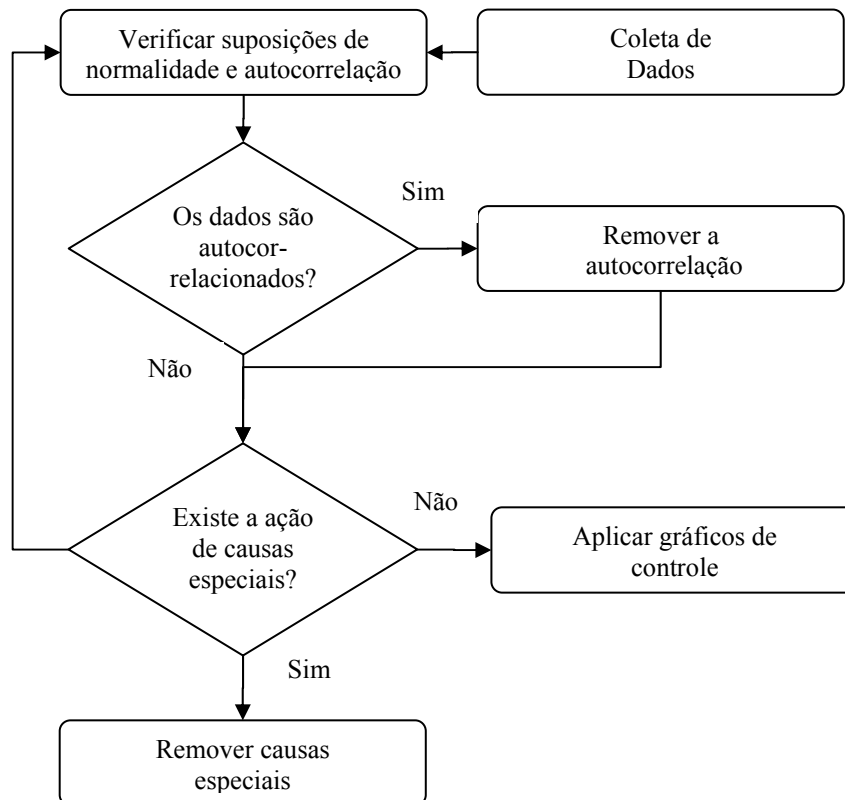 Verificar suposições de
normalidade e autocorrelação
Coleta de
Dados
Os dados são
autocor-
relacionados?
Sim
Remover a
autocorrelação
Não
Existe a ação
de causas
especiais?
Não
Aplicar gráficos de
controle
Sim
Remover causas
especiais